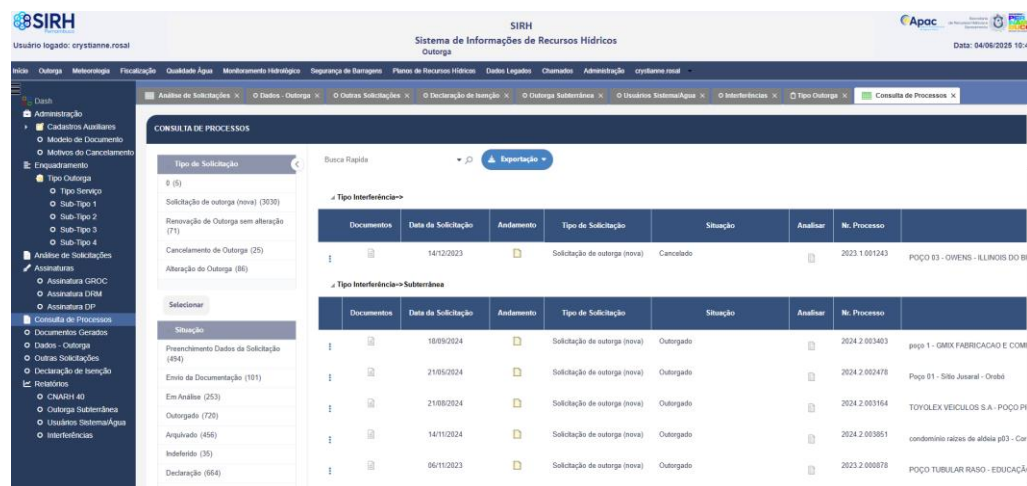 SIRH
Pernambuco
Usuário logado: crystianne.rosal
SIRH
Sistema de Informações de Recursos Hídricos
Outorga
Apac
Data: 04/06/2025 10:4
Início Outorga Meteorologia Fiscalização Qualidade Água Monitoramento Hidrológico Segurança de Barragens Planos de Recursos Hídricos Dados Legados Chamados Administração crystianne.rosal
Análise de Solicitações × Dados - Outorga × Outras Solicitações × Declaração de Isenção × Outorga Subterrânea × Usuários Sistema/Água × Interferências × Tipo Outorga × Consulta de Processos ×
Dash
Administração
Cadastros Auxiliares
Modelo de Documento
Motivos do Cancelamento
Enquadramento
Tipo Outorga
Tipo Serviço
Sub-Tipo 1
Sub-Tipo 2
Sub-Tipo 3
Sub-Tipo 4
Análise de Solicitações
Assinaturas
Assinatura GROC
Assinatura DRM
Assinatura DP
Consulta de Processos
Documentos Gerados
Dados - Outorga
Outras Solicitações
Declaração de Isenção
Relatórios
CNARH 40
Outorga Subterrânea
Usuários Sistema/Água
Interferências
CONSULTA DE PROCESSOS
Tipo de Solicitação
0 (5)
Solicitação de outorga (nova) (3030)
Renovação de Outorga sem alteração
(71)
Cancelamento de Outorga (25)
Alteração do Outorga (86)
Selecionar
Situação
Preenchimento Dados da Solicitação
(494)
Envio da Documentação (101)
Em Análise (253)
Outorgado (720)
Arquivado (456)
Indeferido (35)
Declaração (664)
Busca Rapida Exportação
Tipo Interferência=>
Documentos Data da Solicitação Andamento Tipo de Solicitação Situação Analisar Nr. Processo
14/12/2023 Solicitação de outorga (nova) Cancelado 2023.1.001243 POÇO 03 - OWENS - ILLINOIS DO B
Tipo Interferência=>Subterrânea
Documentos Data da Solicitação Andamento Tipo de Solicitação Situação Analisar Nr. Processo
18/09/2024 Solicitação de outorga (nova) Outorgado 2024.2.003403 poço 1 - GMIX FABRICACAO E COM
21/05/2024 Solicitação de outorga (nova) Outorgado 2024.2.002478 Poço 01 - Sítio Jusaral - Orobó
21/08/2024 Solicitação de outorga (nova) Outorgado 2024.2.003164 TOYOLEX VEICULOS S.A - POÇO P
14/11/2024 Solicitação de outorga (nova) Outorgado 2024.2.003851 condominio raizes de aldeia p03 - Cor
06/11/2023 Solicitação de outorga (nova) Outorgado 2023.2.000078 POÇO TUBULAR RASO - EDUCAÇÃ